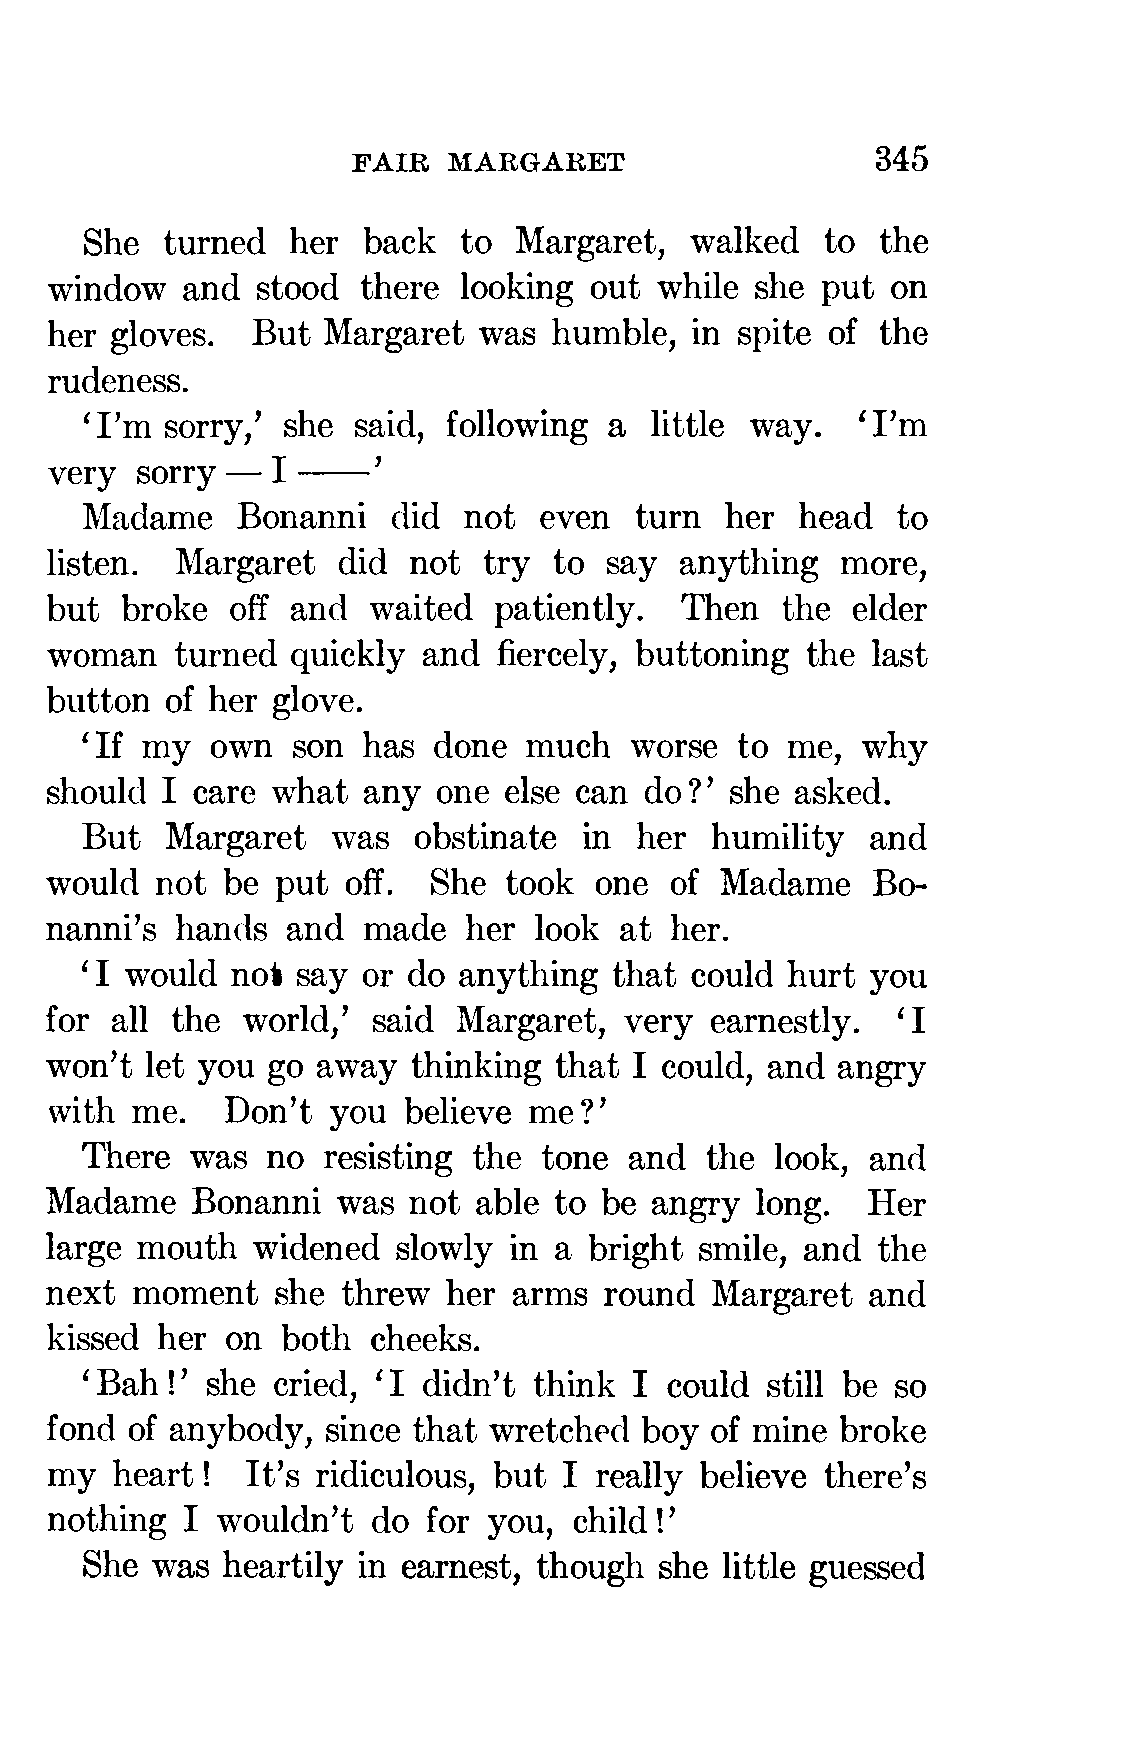 FAIR MARGARET 345
She turned her back to Margaret, walked to the
window and stood there looking out while she put on
her gloves. But Margaret was humble, in spite of the
rudeness.
‘I’m sorry,’ she said, following a little way. ‘I’m
very sorry — I ——’
Madame Bonanni did not even turn her head to
listen. Margaret did not try to say anything more,
but broke off and waited patiently. Then the elder
woman turned quickly and fiercely, buttoning the last
button of her glove.
‘If my own son has done much worse to me, why
should I care what any one else can do?’ she asked.
But Margaret was obstinate in her humility and
would not be put off. She took one of Madame Bo-
nanni’s hands and made her look at her.
‘I would not say or do anything that could hurt you
for all the world,’ said Margaret, very earnestly. ‘I
won’t let you go away thinking that I could, and angry
with me. Don’t you believe me?’
There was no resisting the tone and the look, and
Madame Bonanni was not able to be angry long. Her
large mouth widened slowly in a bright smile, and the
next moment she threw her arms round Margaret and
kissed her on both cheeks.
‘Bah!’ she cried, ‘I didn’t think I could still be so
fond of anybody, since that wretched boy of mine broke
my heart! It’s ridiculous, but I really believe there’s
nothing I wouldn’t do for you, child!’
She was heartily in earnest, though she little guessed